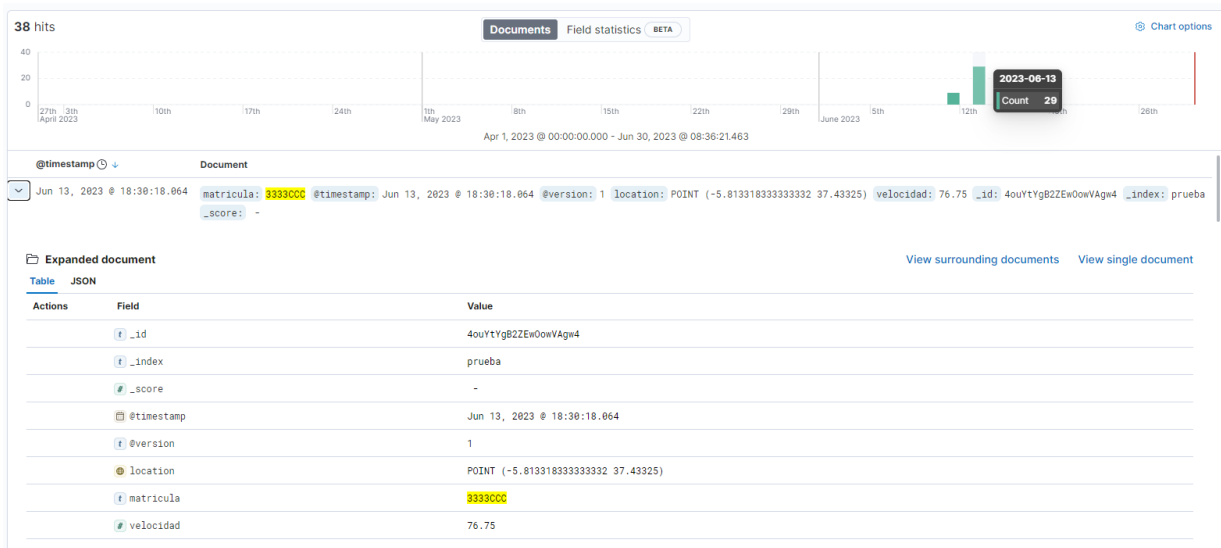 38 hits
Documents Field statistics BETA
Chart options
40
20
0
27th 3th 10th 17th 24th 1th 8th 15th 22th 29th 5th 12th 26th
April 2023 May 2023 June 2023
2023-06-13
Count 29
Apr 1, 2023 @ 00:00:00.000 - Jun 30, 2023 @ 08:36:21.463
@timestamp Document
Jun 13, 2023 @ 18:30:18.064 matricula: 3333CCC @timestamp: Jun 13, 2023 @ 18:30:18.064 @version: 1 location: POINT (-5.813318333333332 37.43325) velocidad: 76.75 _id: 4ouYtYgB2ZEwOowVAgw4 _index: prueba
_score: -
Expanded document View surrounding documents View single document
Table JSON
Actions Field Value
t _id 4ouYtYgB2ZEwOowVAgw4
t _index prueba
# _score -
@timestamp Jun 13, 2023 @ 18:30:18.064
t @version 1
location POINT (-5.813318333333332 37.43325)
t matricula 3333CCC
# velocidad 76.75